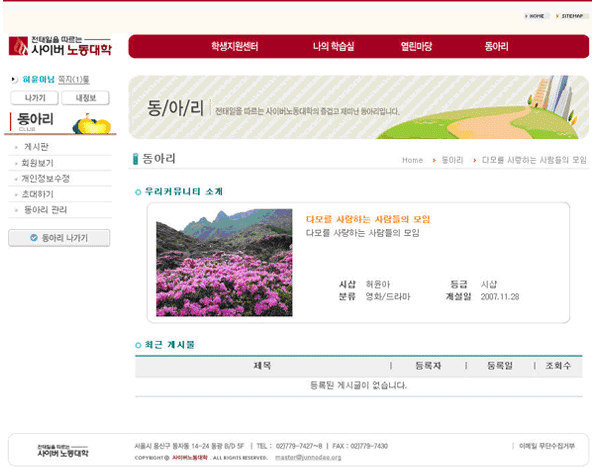 HOME
SITEMAP
전태일을 따르는
사이버 노동대학
학생지원센터
나의 학습실
열린마당
동아리
허윤아님 쪽지(1)통
나가기
내정보
동아리
CLUB
게시판
회원보기
개인정보수정
초대하기
동아리 관리
동아리 나가기
동/아/리
전태일을 따르는 사이버노동대학의 즐겁고 재미난 동아리입니다.
동아리
Home 동아리 다모를 사랑하는 사람들의 모임
우리커뮤니티 소개
다모를 사랑하는 사람들의 모임
다모를 사랑하는 사람들의 모임
시삽 허윤아 등급 시삽
분류 영화/드라마 개설일 2007.11.28
최근 게시물
제목 | 등록자 | 등록일 | 조회수
등록된 게시글이 없습니다.
전태일을 따르는
사이버 노동대학
서울시 용산구 동자동 14-24 동광 B/D 5F | TEL : 02)779-7427~8 | FAX : 02)779-7430
COPYRIGHT @ 사이버노동대학 . ALL RIGHTS RESERVED. master@junnodae.org
| 이메일 무단수집거부